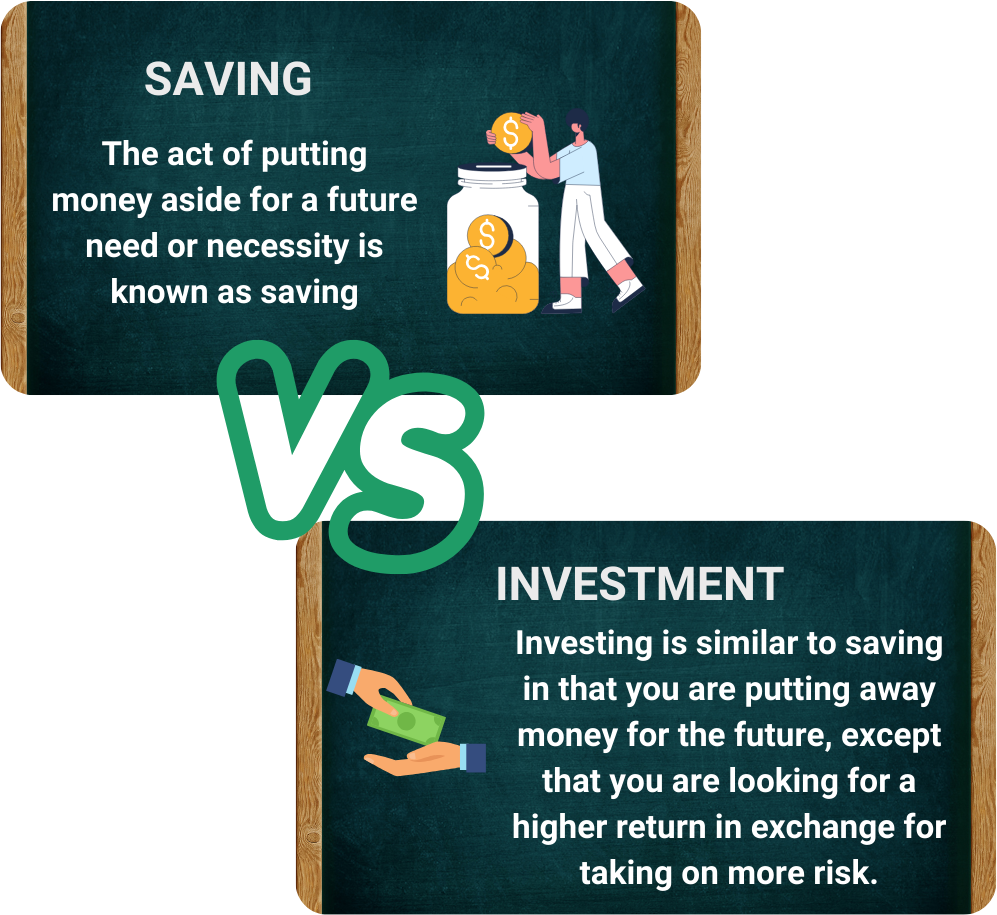 SAVING
The act of putting
money aside for a future
need or necessity is
known as saving
$
$
$
VS
INVESTMENT
Investing is similar to saving
in that you are putting away
money for the future, except
that you are looking for a
higher return in exchange for
taking on more risk.